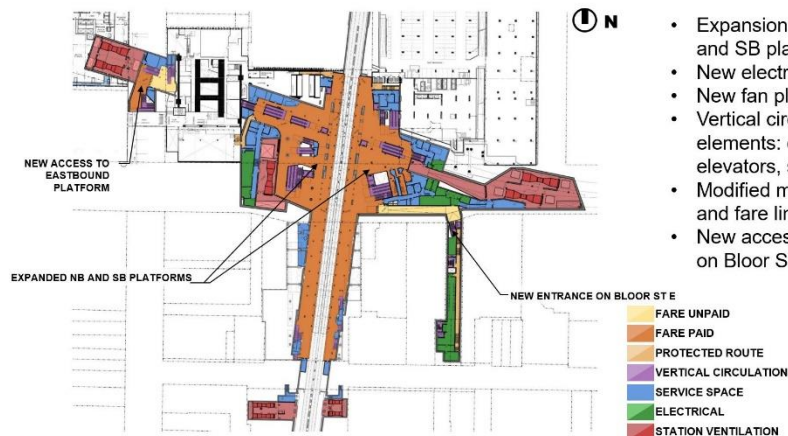 N
NEW ACCESS TO
EASTBOUND
PLATFORM
EXPANDED NB AND SB PLATFORMS
NEW ENTRANCE ON BLOOR ST E
• Expansion
and SB pla
• New electr
• New fan pl
• Vertical cir
elements:
elevators, s
• Modified m
and fare lin
• New acces
on Bloor S
FARE UNPAID
FARE PAID
PROTECTED ROUTE
VERTICAL CIRCULATION
SERVICE SPACE
ELECTRICAL
STATION VENTILATION